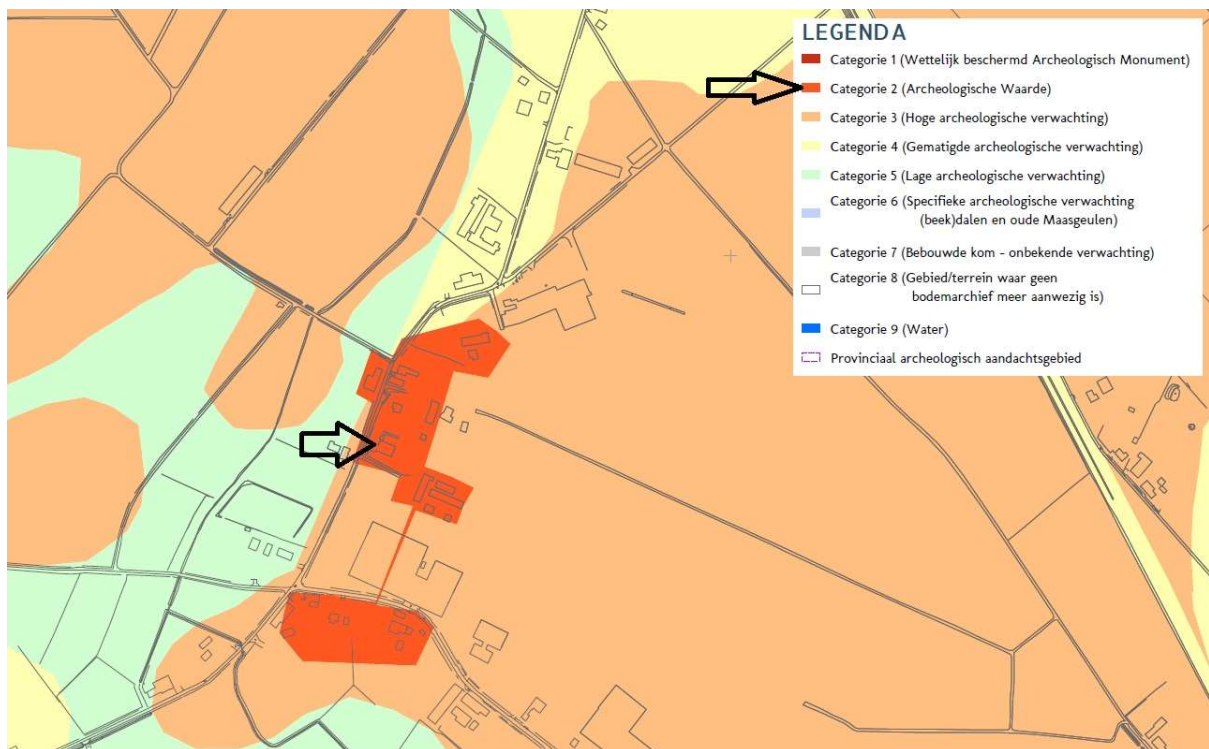 LEGENDA
Categorie 1 (Wettelijk beschermd Archeologisch Monument)
Categorie 2 (Archeologische Waarde)
Categorie 3 (Hoge archeologische verwachting)
Categorie 4 (Gematigde archeologische verwachting)
Categorie 5 (Lage archeologische verwachting)
Categorie 6 (Specifieke archeologische verwachting
(beek)dalen en oude Maasgeulen)
Categorie 7 (Bebouwde kom - onbekende verwachting)
Categorie 8 (Gebied/terrein waar geen
bodemarchief meer aanwezig is)
Categorie 9 (Water)
Provinciaal archeologisch aandachtsgebied